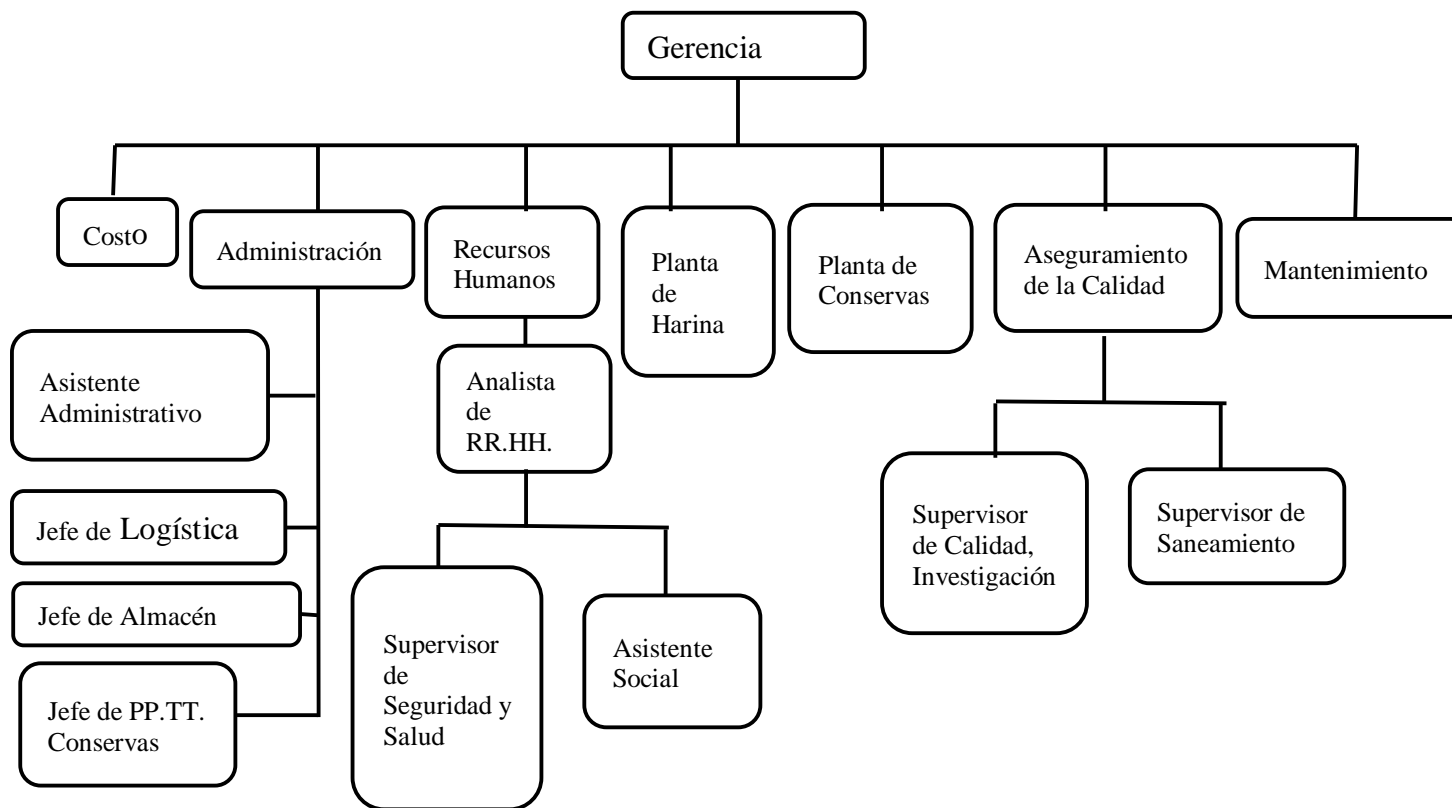 Gerencia
Costo
Administración
Recursos
Humanos
Planta
de
Harina
Planta de
Conservas
Aseguramiento
de la Calidad
Mantenimiento
Asistente
Administrativo
Jefe de Logística
Jefe de Almacén
Jefe de PP.TT.
Conservas
Analista
de
RR.HH.
Supervisor
de
Seguridad y
Salud
Asistente
Social
Supervisor
de Calidad,
Investigación
Supervisor de
Saneamiento